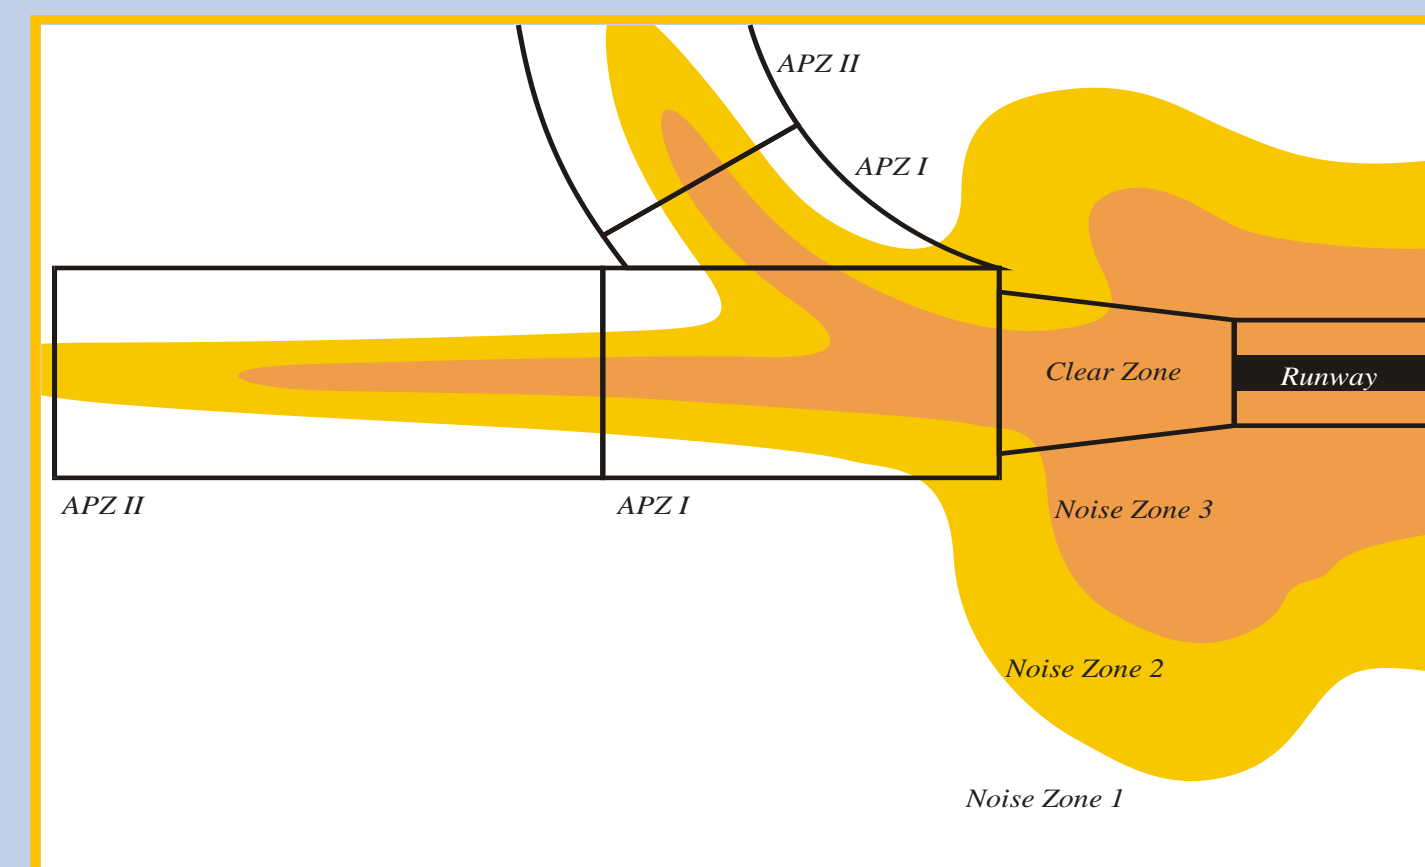 APZ II
APZ I
Clear Zone
Runway
APZ II
APZ I
Noise Zone 3
Noise Zone 2
Noise Zone 1